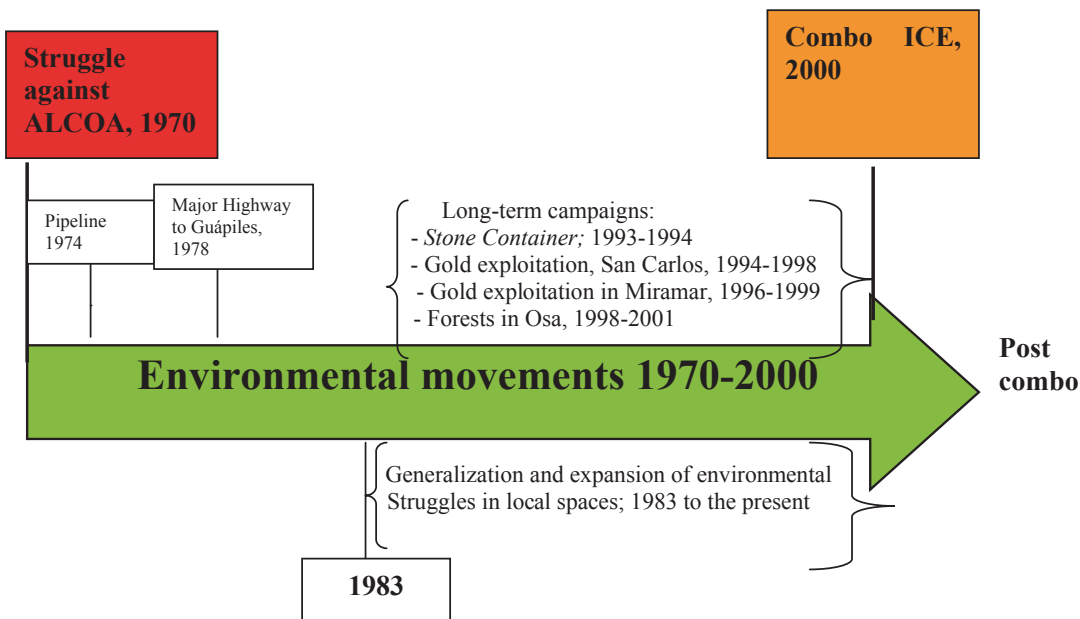 Struggle
against
ALCOA, 1970
Combo ICE,
2000
Pipeline
1974
Major Highway
to Guápiles,
1978
Long-term campaigns:
- Stone Container; 1993-1994
- Gold exploitation, San Carlos, 1994-1998
- Gold exploitation in Miramar, 1996-1999
- Forests in Osa, 1998-2001
Environmental movements 1970-2000
Post
combo
Generalization and expansion of environmental
Struggles in local spaces; 1983 to the present
1983